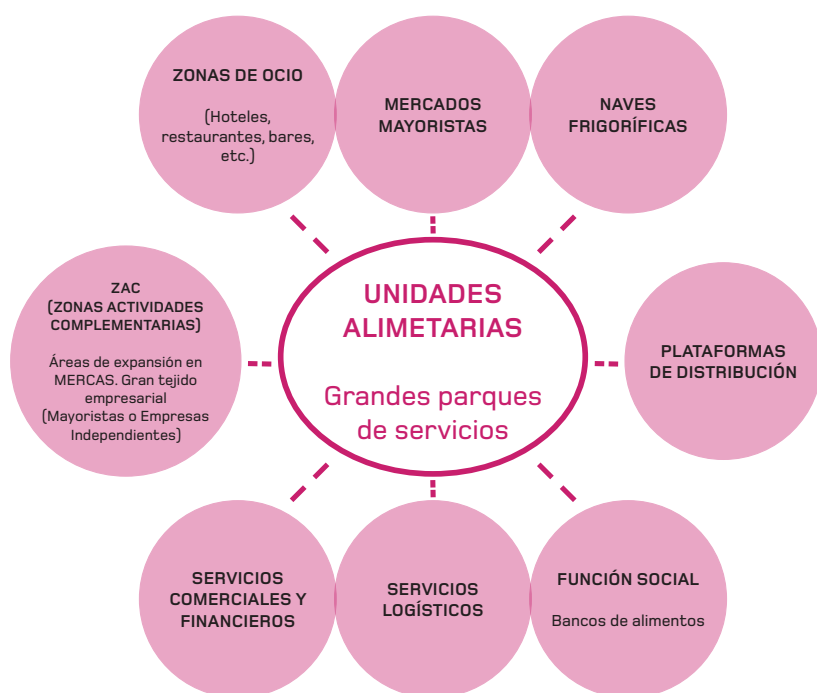 ZONAS DE OCIO
(Hoteles,
restaurantes, bares,
etc.)
MERCADOS
MAYORISTAS
NAVES
FRIGORÍFICAS
ZAC
(ZONAS ACTIVIDADES
COMPLEMENTARIAS)
Áreas de expansión en
MERCAS. Gran tejido
empresarial
(Mayoristas o Empresas
Independientes)
UNIDADES
ALIMETARIAS
Grandes parques
de servicios
PLATAFORMAS
DE DISTRIBUCIÓN
SERVICIOS
COMERCIALES Y
FINANCIEROS
SERVICIOS
LOGÍSTICOS
FUNCIÓN SOCIAL
Bancos de alimentos